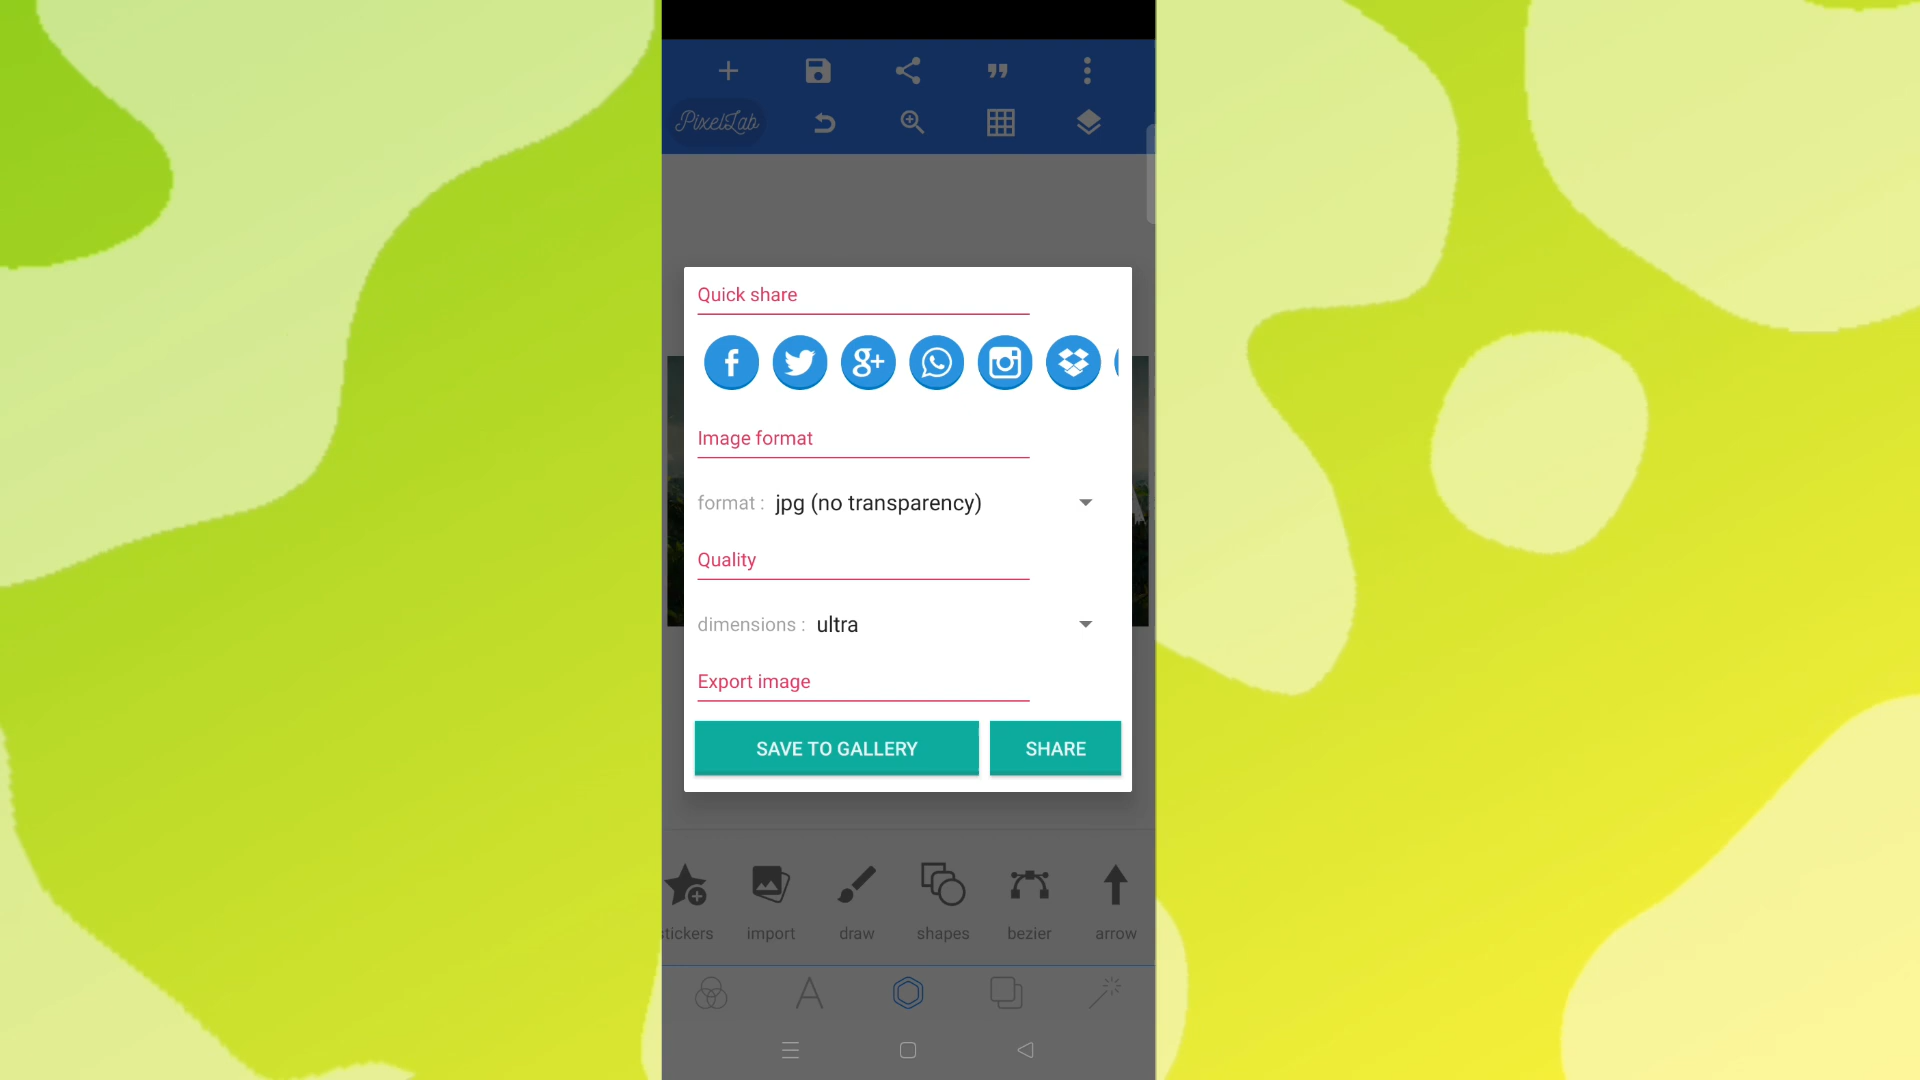 PixelLab
Quick share
Image format
format : jpg (no transparency)
Quality
dimensions : ultra
Export image
SAVE TO GALLERY SHARE
tickers import draw shapes bezier arrow